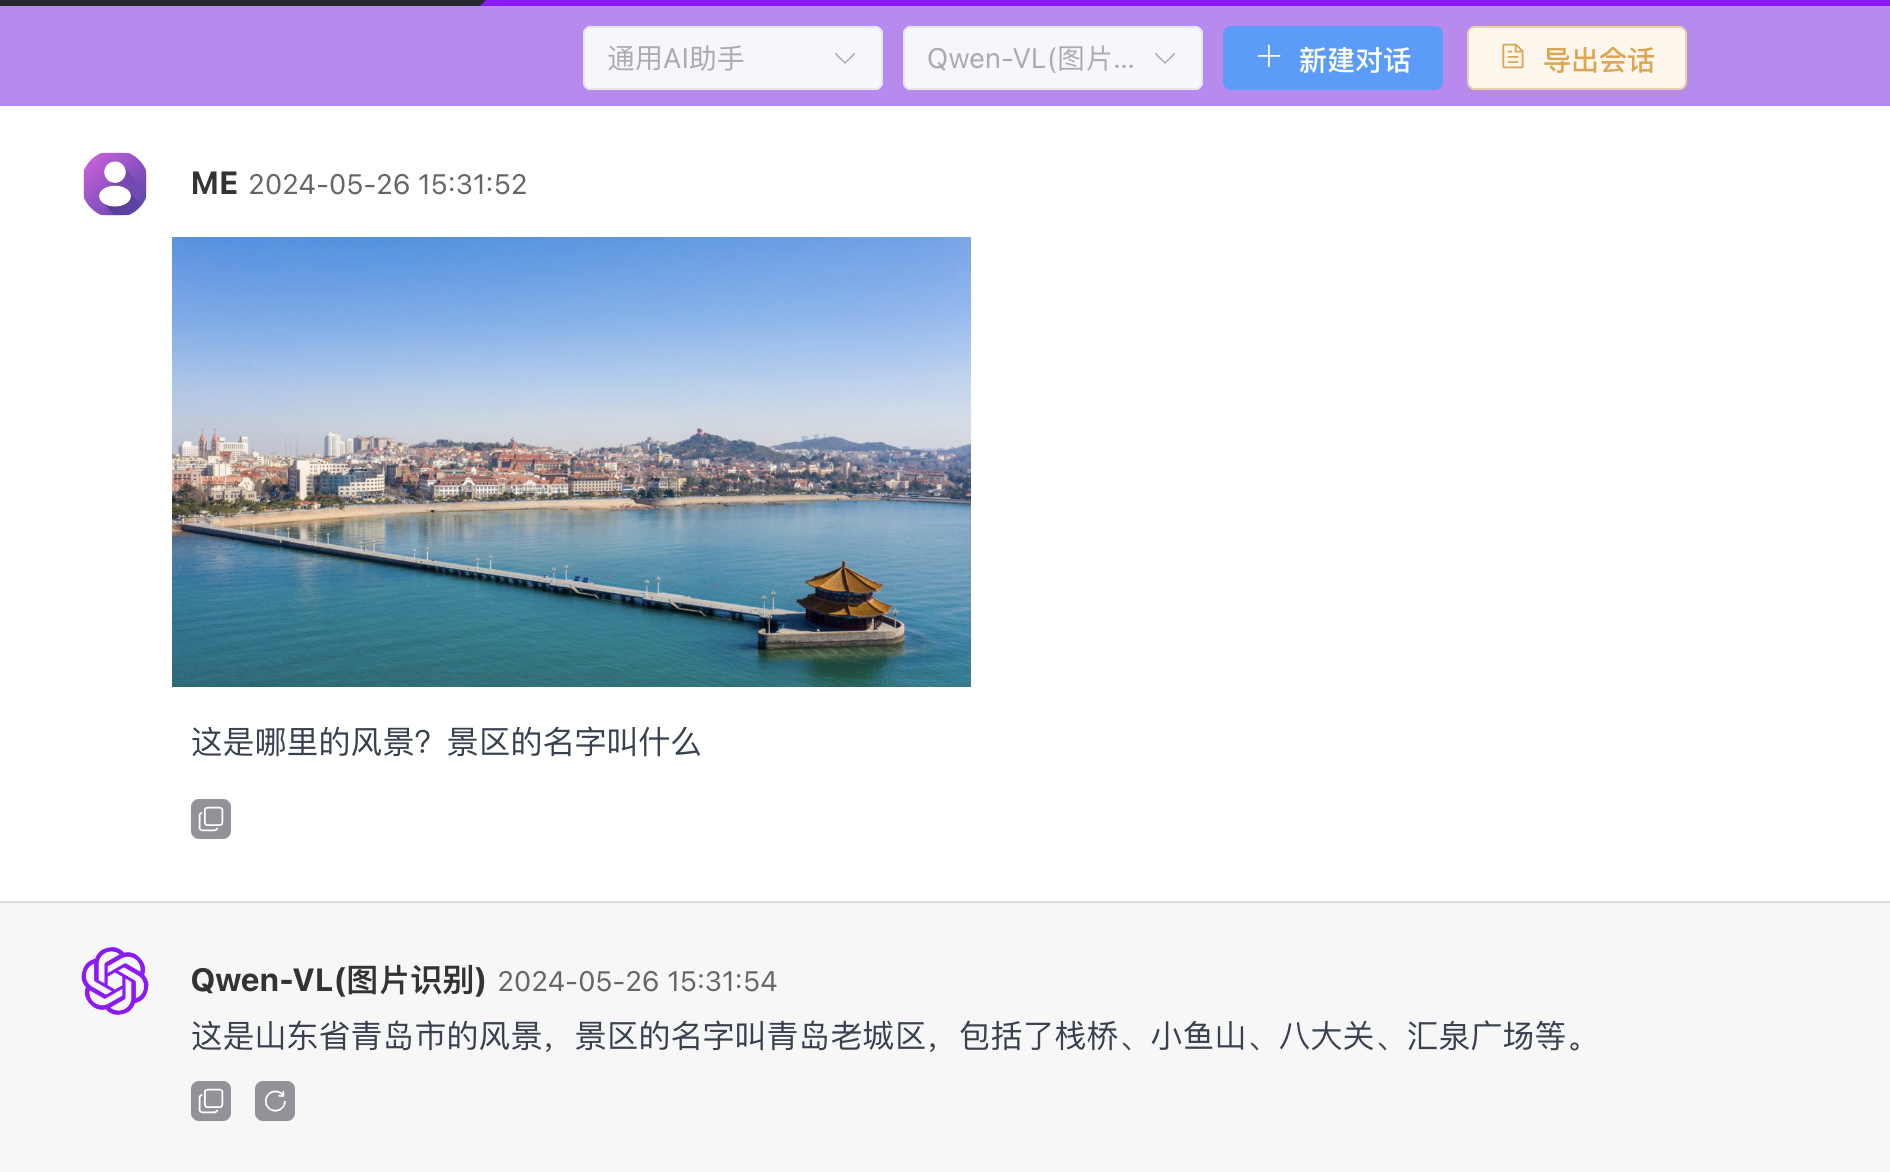 通用AI助手
Qwen-VL(图片...
新建对话
导出会话
ME 2024-05-26 15:31:52
这是哪里的风景？景区的名字叫什么
Qwen-VL(图片识别) 2024-05-26 15:31:54
这是山东省青岛市的风景，景区的名字叫青岛老城区，包括了栈桥、小鱼山、八大关、汇泉广场等。